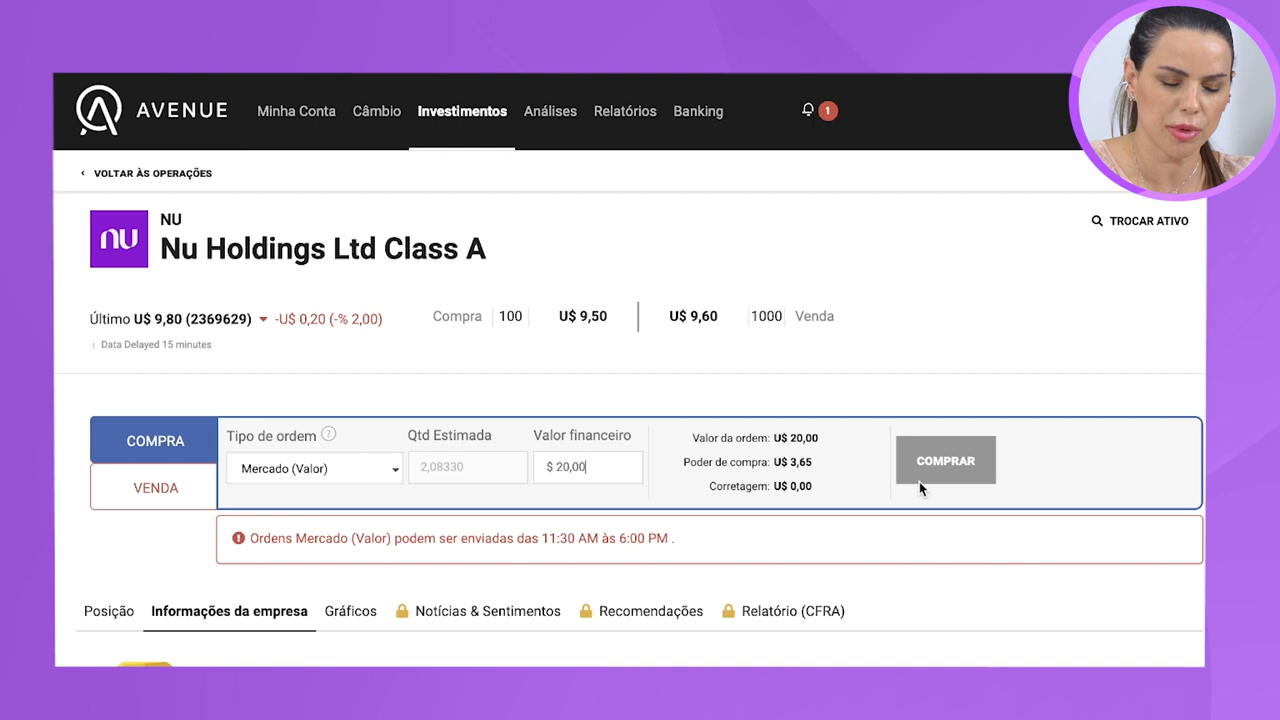 AVENUE
Minha Conta Câmbio Investimentos Análises Relatórios Banking 1
VOLTAR ÀS OPERAÇÕES
nu
NU
TROCAR ATIVO
Nu Holdings Ltd Class A
Último U$ 9,80 (2369629) -U$ 0,20 (-% 2,00) Compra 100 U$ 9,50 U$ 9,60 1000 Venda
Data Delayed 15 minutes
COMPRA
VENDA
Tipo de ordem ? Qtd Estimada Valor financeiro
Mercado (Valor) 2,08330 $ 20,00
Valor da ordem: U$ 20,00
Poder de compra: U$ 3,65
Corretagem: U$ 0,00
COMPRAR
Ordens Mercado (Valor) podem ser enviadas das 11:30 AM às 6:00 PM .
Posição Informações da empresa Gráficos Notícias & Sentimentos Recomendações Relatório (CFRA)